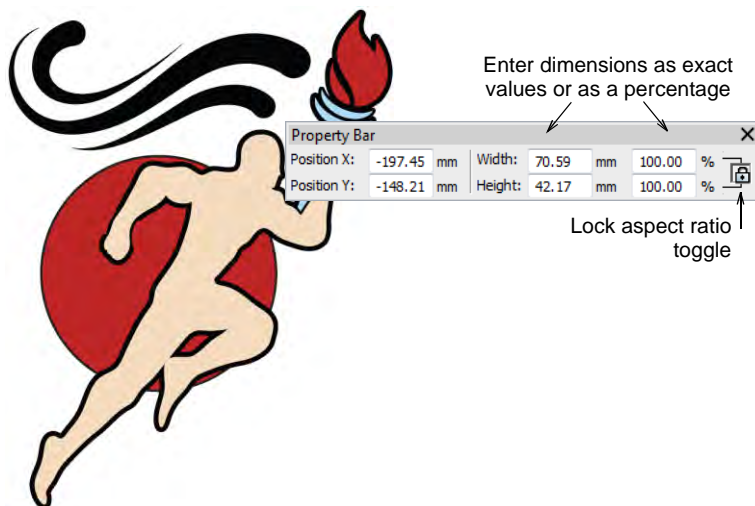 Enter dimensions as exact
values or as a percentage
Property Bar
Position X: -197.45 mm Width: 70.59 mm 100.00 %
Position Y: -148.21 mm Height: 42.17 mm 100.00 %
Lock aspect ratio
toggle